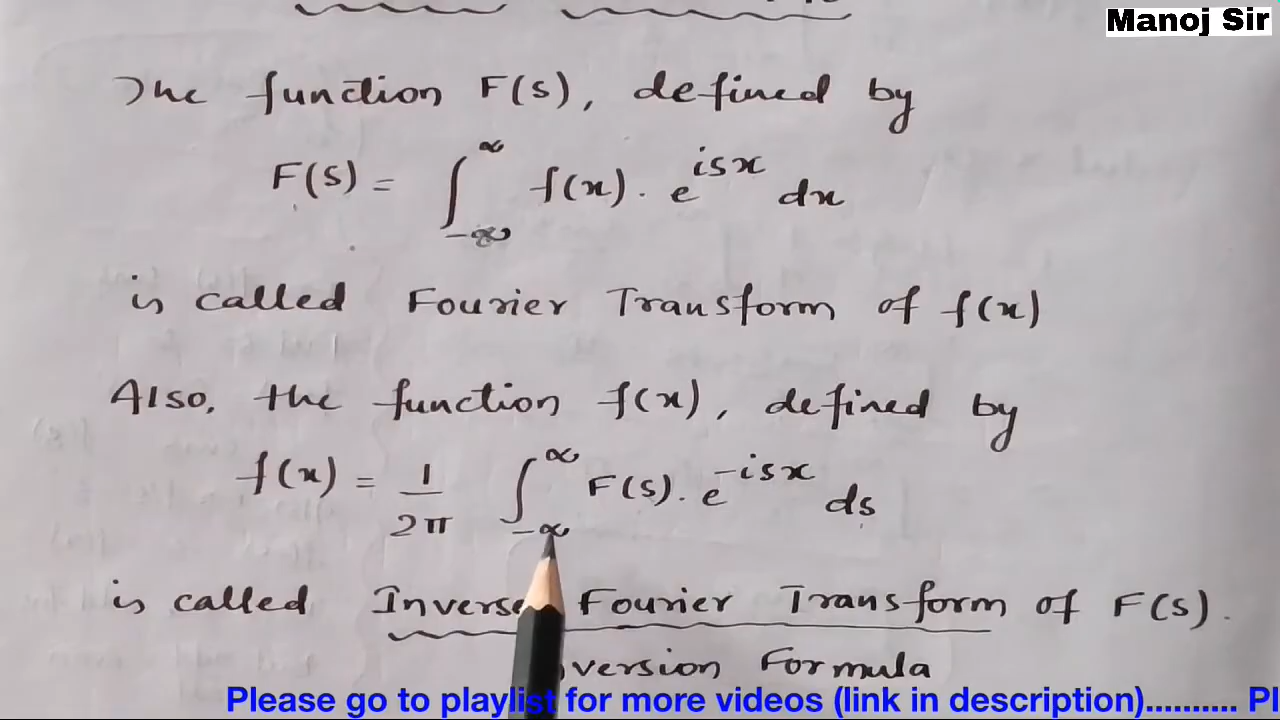 Manoj Sir
The function F(s), defined by
F(s) = ∫_{-∞}^{∞} f(x) . e^{isx} dx
is called Fourier Transform of f(x)
Also, the function f(x), defined by
f(x) = 1/2π ∫_{-∞}^{∞} F(s) . e^{-isx} ds
is called Inverse Fourier Transform of F(s).
version Formula
Please go to playlist for more videos (link in description).......... Pl